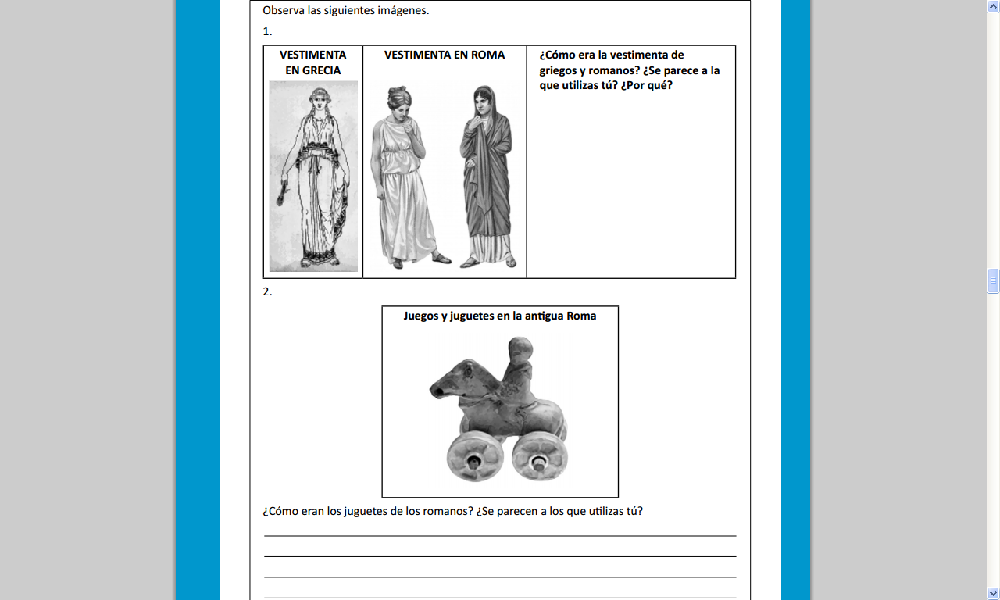 Observa las siguientes imágenes.
1.
VESTIMENTA
EN GRECIA
VESTIMENTA EN ROMA
¿Cómo era la vestimenta de
griegos y romanos? ¿Se parece a la
que utilizas tú? ¿Por qué?
2.
Juegos y juguetes en la antigua Roma
¿Cómo eran los juguetes de los romanos? ¿Se parecen a los que utilizas tú?